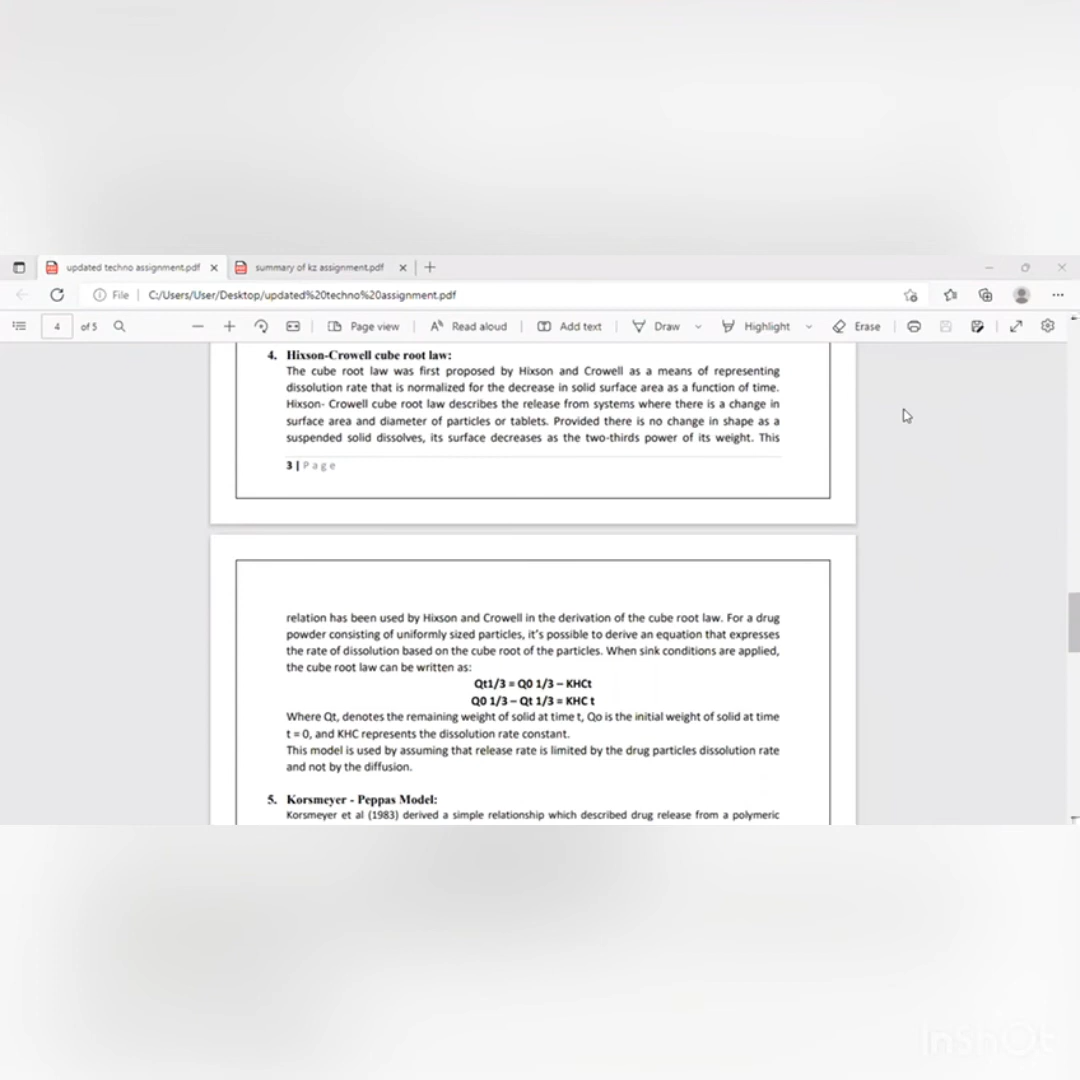 updated techno assignment.pdf
summary of kz assignment.pdf
File
C:/Users/User/Desktop/updated%20techno%20assignment.pdf
4 of 5
Page view
Read aloud
Add text
Draw
Highlight
Erase
4. Hixson-Crowell cube root law:
The cube root law was first proposed by Hixson and Crowell as a means of representing
dissolution rate that is normalized for the decrease in solid surface area as a function of time.
Hixson- Crowell cube root law describes the release from systems where there is a change in
surface area and diameter of particles or tablets. Provided there is no change in shape as a
suspended solid dissolves, its surface decreases as the two-thirds power of its weight. This
3 | Page
relation has been used by Hixson and Crowell in the derivation of the cube root law. For a drug
powder consisting of uniformly sized particles, it's possible to derive an equation that expresses
the rate of dissolution based on the cube root of the particles. When sink conditions are applied,
the cube root law can be written as:
Qt1/3 = Q0 1/3 – KHCt
Q0 1/3 – Qt 1/3 = KHC t
Where Qt, denotes the remaining weight of solid at time t, Qo is the initial weight of solid at time
t = 0, and KHC represents the dissolution rate constant.
This model is used by assuming that release rate is limited by the drug particles dissolution rate
and not by the diffusion.
5. Korsmeyer - Peppas Model:
Korsmeyer et al (1983) derived a simple relationship which described drug release from a polymeric
InShOt